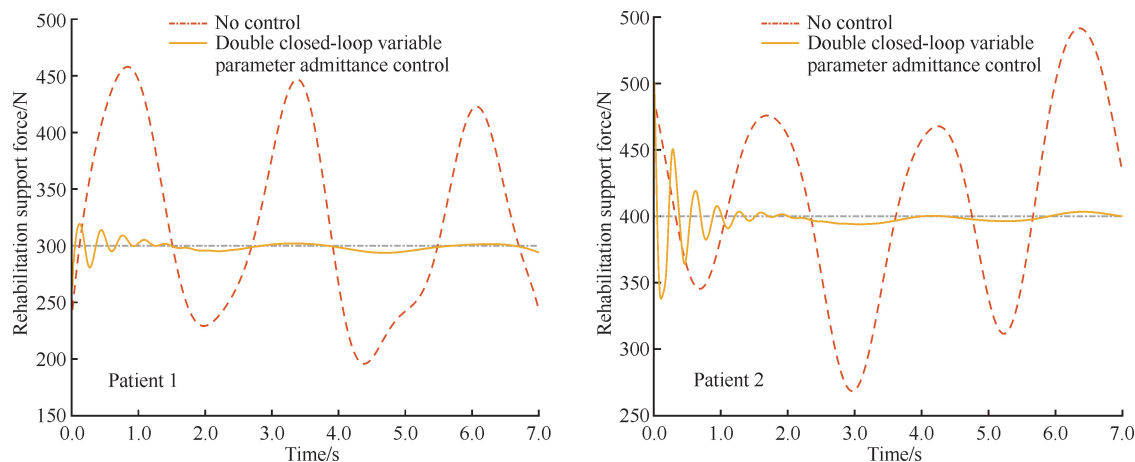 No control
Double closed-loop variable
parameter admittance control
Rehabilitation support force/N
500
450
400
350
300
250
200
150
Patient 1
0.0 1.0 2.0 3.0 4.0 5.0 6.0 7.0
Time/s
No control
Double closed-loop variable
parameter admittance control
Rehabilitation support force/N
500
500
450
400
350
300
250
Patient 2
0.0 1.0 2.0 3.0 4.0 5.0 6.0 7.0
Time/s